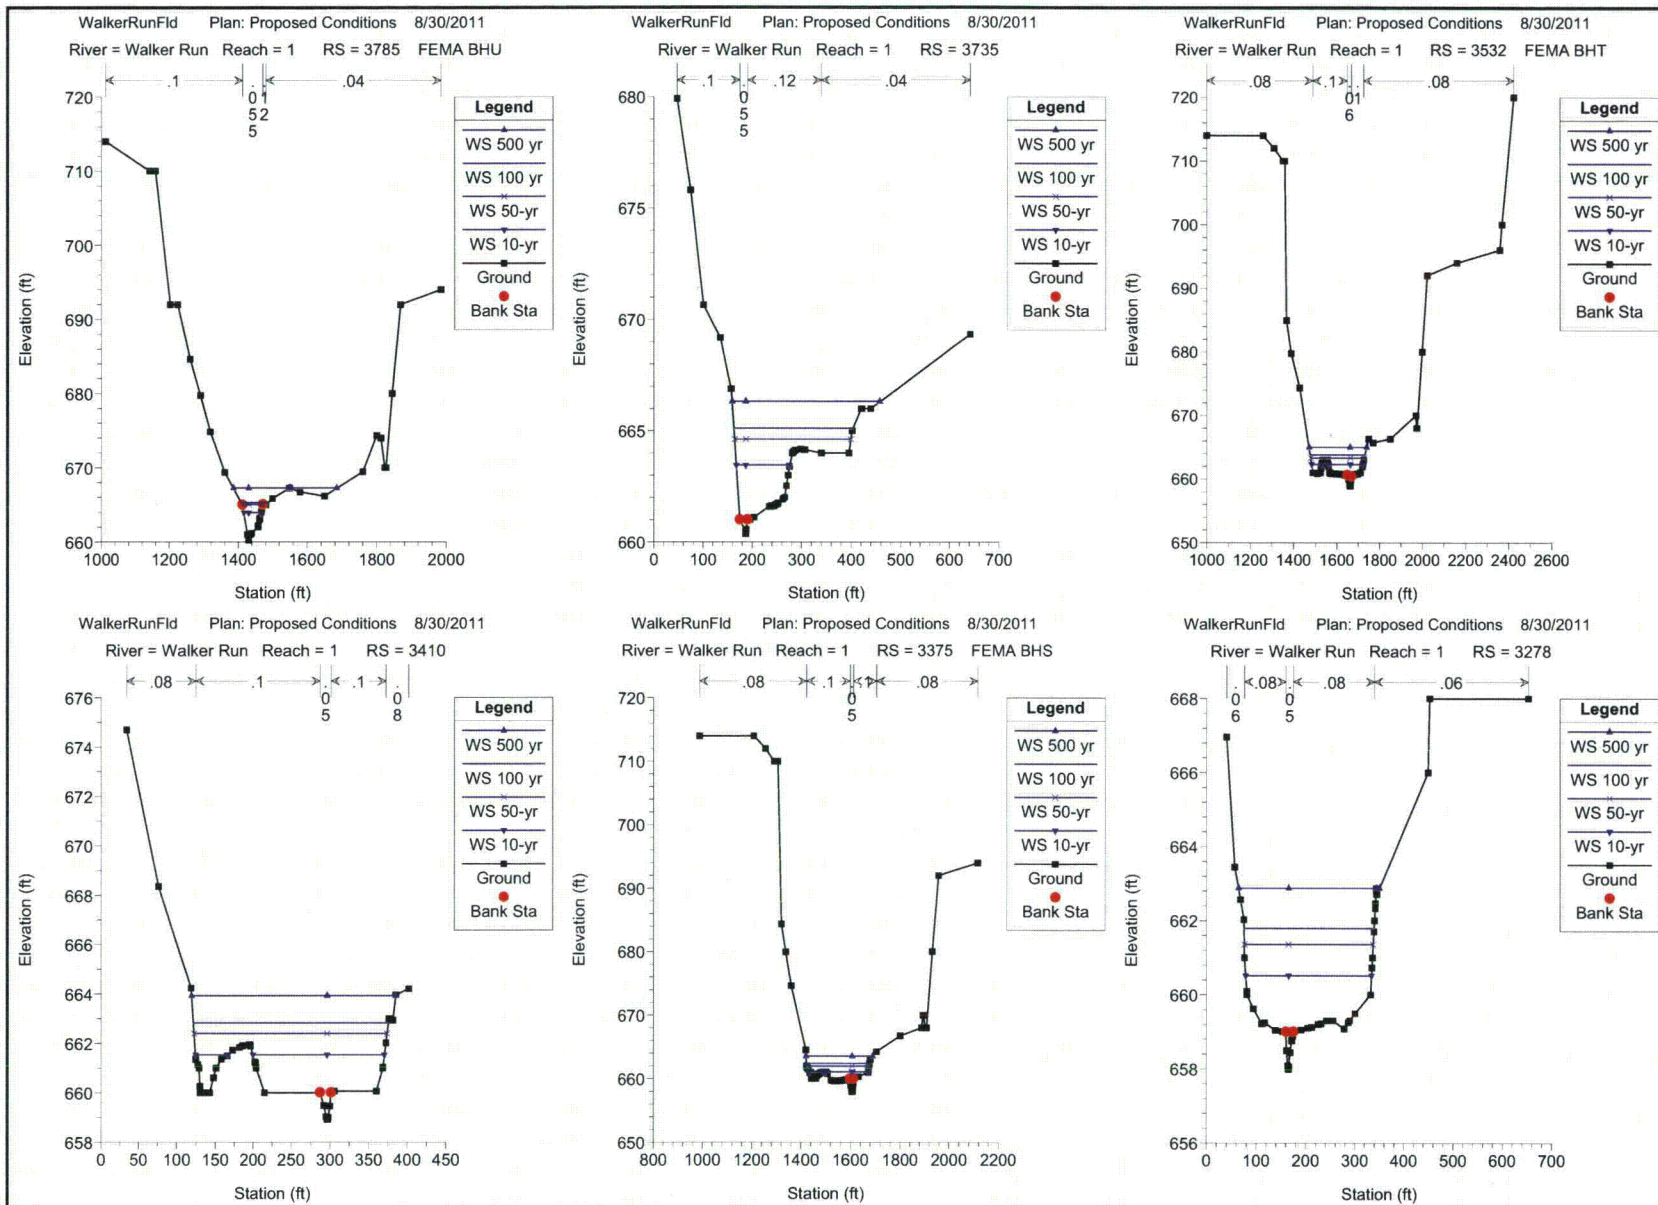 WalkerRunFld Plan: Proposed Conditions 8/30/2011
River = Walker Run Reach = 1 RS = 3785 FEMA BHU
.1 .055 .12 .04
Legend
WS 500 yr
WS 100 yr
WS 50-yr
WS 10-yr
Ground
Bank Sta
Elevation (ft)
720
710
700
690
680
670
660
1000 1200 1400 1600 1800 2000
Station (ft)
WalkerRunFld Plan: Proposed Conditions 8/30/2011
River = Walker Run Reach = 1 RS = 3735
.1 .055 .12 .04
Legend
WS 500 yr
WS 100 yr
WS 50-yr
WS 10-yr
Ground
Bank Sta
Elevation (ft)
680
675
670
665
660
0 100 200 300 400 500 600 700
Station (ft)
WalkerRunFld Plan: Proposed Conditions 8/30/2011
River = Walker Run Reach = 1 RS = 3532 FEMA BHT
.08 .1 .08
Legend
WS 500 yr
WS 100 yr
WS 50-yr
WS 10-yr
Ground
Bank Sta
Elevation (ft)
720
710
700
690
680
670
660
650
1000 1200 1400 1600 1800 2000 2200 2400 2600
Station (ft)
WalkerRunFld Plan: Proposed Conditions 8/30/2011
River = Walker Run Reach = 1 RS = 3410
.08 .1 .05 .1 .08
Legend
WS 500 yr
WS 100 yr
WS 50-yr
WS 10-yr
Ground
Bank Sta
Elevation (ft)
676
674
672
670
668
666
664
662
660
658
0 50 100 150 200 250 300 350 400 450
Station (ft)
WalkerRunFld Plan: Proposed Conditions 8/30/2011
River = Walker Run Reach = 1 RS = 3375 FEMA BHS
.08 .1 .05 .1 .08
Legend
WS 500 yr
WS 100 yr
WS 50-yr
WS 10-yr
Ground
Bank Sta
Elevation (ft)
720
710
700
690
680
670
660
650
800 1000 1200 1400 1600 1800 2000 2200
Station (ft)
WalkerRunFld Plan: Proposed Conditions 8/30/2011
River = Walker Run Reach = 1 RS = 3278
.06 .08 .05 .08 .06
Legend
WS 500 yr
WS 100 yr
WS 50-yr
WS 10-yr
Ground
Bank Sta
Elevation (ft)
668
666
664
662
660
658
656
0 100 200 300 400 500 600 700
Station (ft)